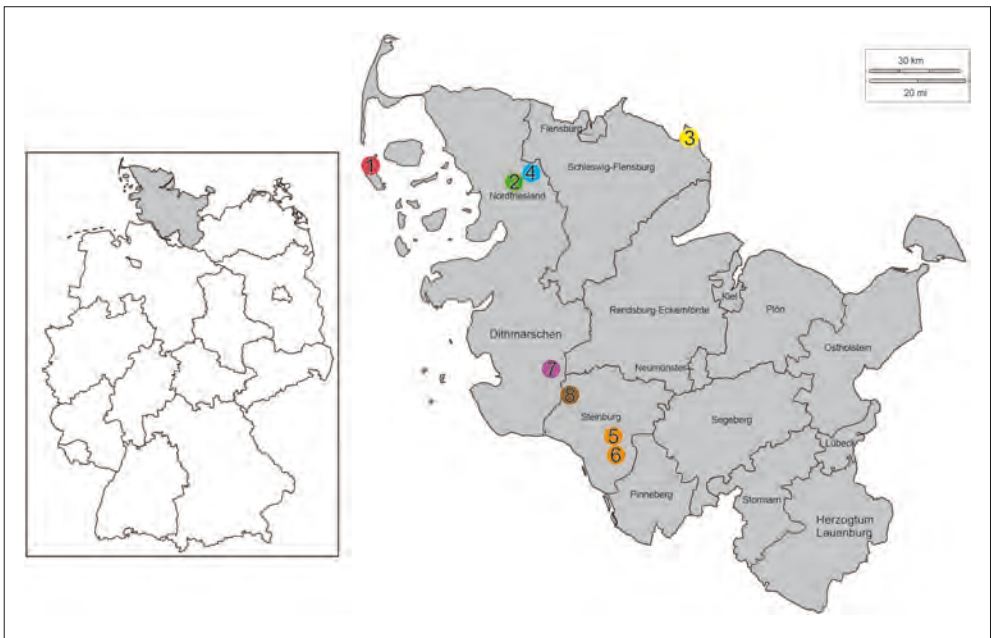 30 km
20 mi
Flensburg
3
1
Schleswig-Flensburg
4
2
Nordfriesland
Kiel
Rendsburg-Eckernförde
Plön
Dithmarschen
Ostholstein
7
Neumünster
8
Steinburg
Segeberg
5
Lübeck
6
Pinneberg
Stormarn
Herzogtum
Lauenburg